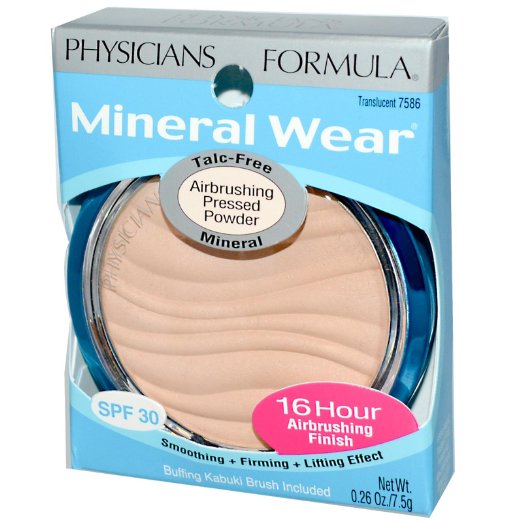 PHYSICIANS FORMULA®
Translucent 7586
Mineral Wear®
Talc-Free
Airbrushing
Pressed
Powder
Mineral
PHYSICIANS
SPF 30
16 Hour
Airbrushing
Finish
Smoothing + Firming + Lifting Effect
Buffing Kabuki Brush Included
Net Wt.
0.26 Oz./7.5g